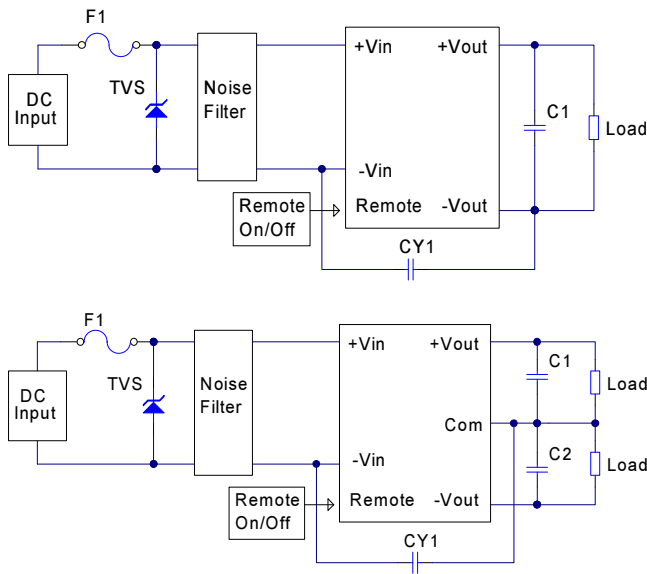 F1
DC
Input
TVS
Noise
Filter
+Vin
+Vout
-Vin
Remote
-Vout
C1
Load
Remote
On/Off
CY1
F1
DC
Input
TVS
Noise
Filter
+Vin
+Vout
Com
-Vin
Remote
-Vout
C1
Load
C2
Load
Remote
On/Off
CY1